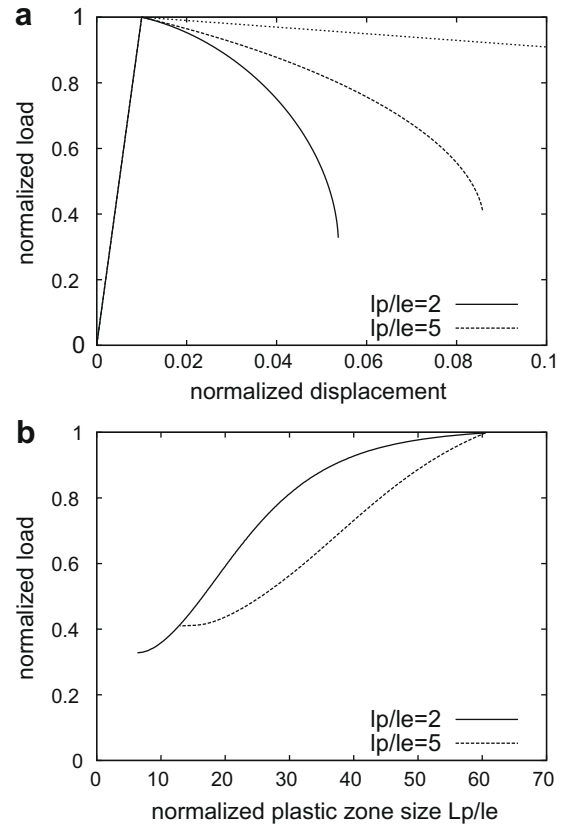 a
1
0.8
0.6
0.4
0.2
0
normalized load
lp/le=2
lp/le=5
0 0.02 0.04 0.06 0.08 0.1
normalized displacement
b
1
0.8
0.6
0.4
0.2
0
normalized load
lp/le=2
lp/le=5
0 10 20 30 40 50 60 70
normalized plastic zone size Lp/le